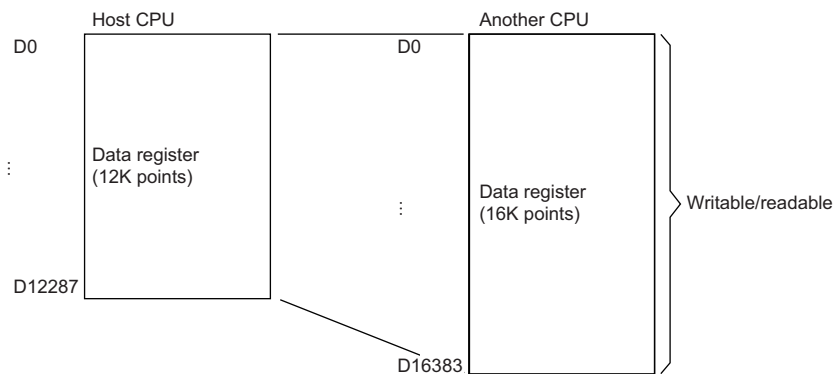 Host CPU
Another CPU
D0
D0
⋮
Data register
(12K points)
⋮
Data register
(16K points)
Writable/readable
D12287
D16383